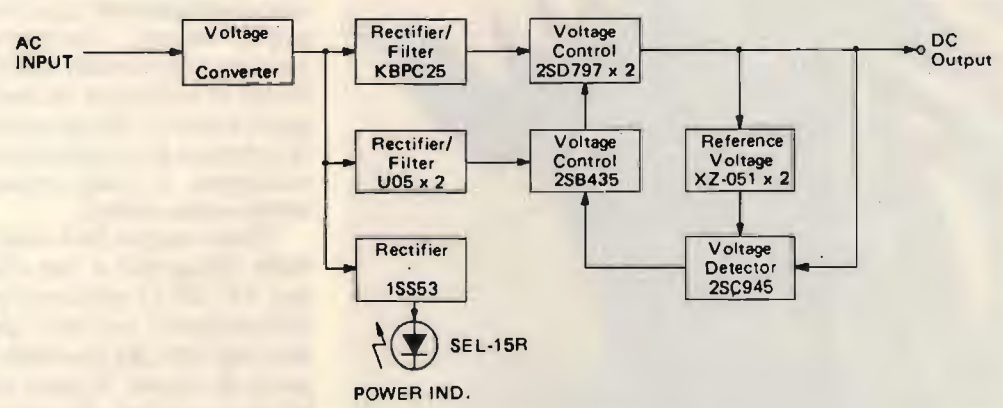 AC
INPUT
Voltage
Converter
Rectifier/
Filter
KBPC25
Voltage
Control
2SD797 x 2
DC
Output
Rectifier/
Filter
U05 x 2
Voltage
Control
2SB435
Reference
Voltage
XZ-051 x 2
Rectifier
1SS53
Voltage
Detector
2SC945
SEL-15R
POWER IND.